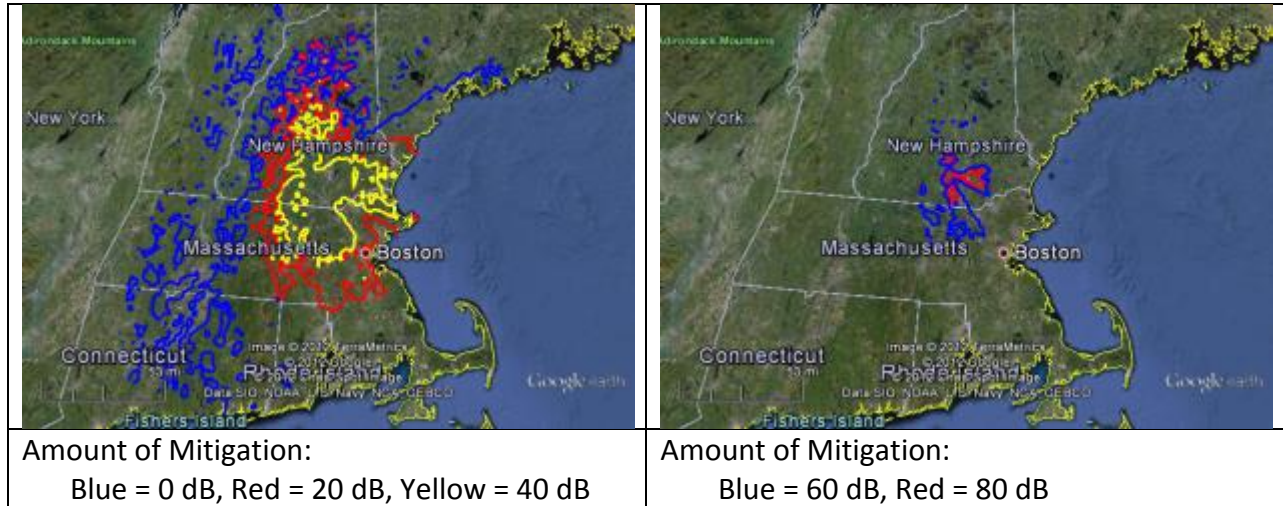 Adirondack Mountains
New York
New Hampshire
Massachusetts
Boston
Connecticut
Rhode Island
Google earth
Fishers Island
Adirondack Mountains
New York
New Hampshire
Massachusetts
Boston
Connecticut
Rhode Island
Google earth
Fishers Island
Amount of Mitigation:
Blue = 0 dB, Red = 20 dB, Yellow = 40 dB
Amount of Mitigation:
Blue = 60 dB, Red = 80 dB